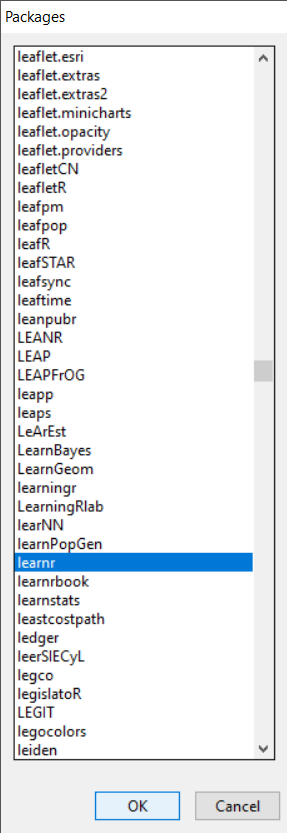 Packages
leaflet.esri
leaflet.extras
leaflet.extras2
leaflet.minicharts
leaflet.opacity
leaflet.providers
leafletCN
leafletR
leafpm
leafpop
leafR
leafSTAR
leafsync
leaftime
leanpubr
LEANR
LEAP
LEAPFrOG
leapp
leaps
LeArEst
LearnBayes
LearnGeom
learningr
LearningRlab
learNN
learnPopGen
learnr
learnrbook
learnstats
leastcostpath
ledger
leerSIECyL
legco
legislatoR
LEGIT
legocolors
leiden
OK Cancel